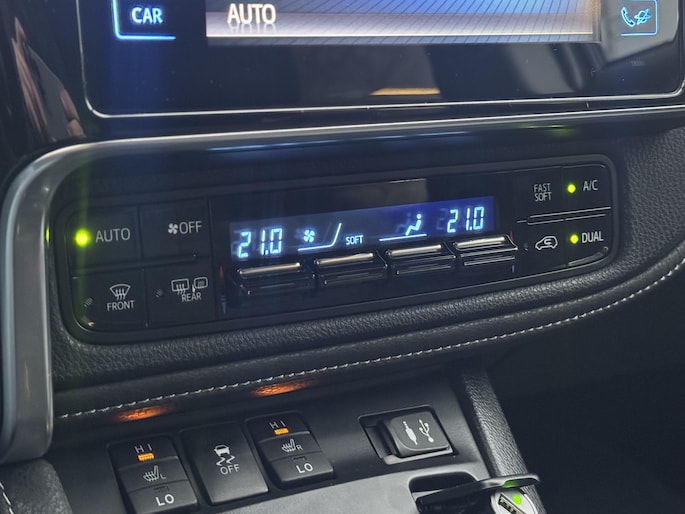 CAR
AUTO
AUTO
OFF
21.0
SOFT
21.0
FAST
SOFT
A/C
DUAL
FRONT
REAR
HI
L
LO
OFF
HI
R
LO